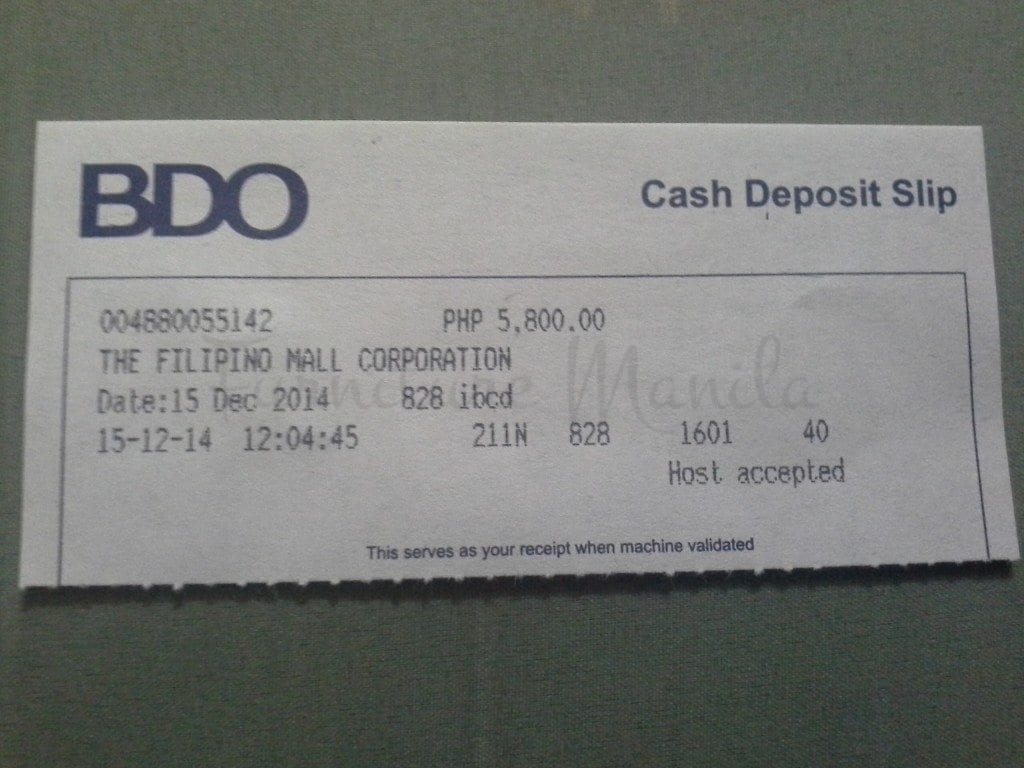 BDO
Cash Deposit Slip
004880055142 PHP 5,800.00
THE FILIPINO MALL CORPORATION
Date:15 Dec 2014 828 ibcd
15-12-14 12:04:45 211N 828 1601 40
Host accepted
This serves as your receipt when machine validated
Furniture Manila